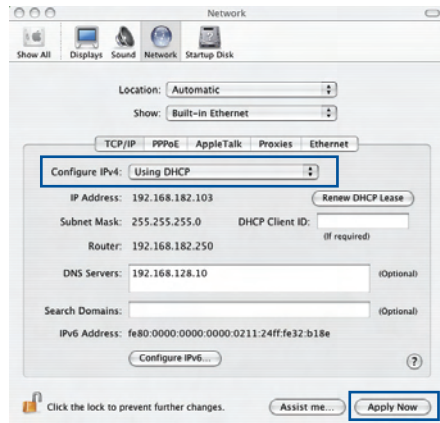 Network
Show All Displays Sound Network Startup Disk
Location: Automatic
Show: Built-in Ethernet
TCP/IP PPPoE AppleTalk Proxies Ethernet
Configure IPv4: Using DHCP
IP Address: 192.168.182.103 Renew DHCP Lease
Subnet Mask: 255.255.255.0 DHCP Client ID:
(If required)
Router: 192.168.182.250
DNS Servers: 192.168.128.10 (Optional)
Search Domains: (Optional)
IPv6 Address: fe80:0000:0000:0000:0211:24ff:fe32:b18e
Configure IPv6... ?
Click the lock to prevent further changes. Assist me... Apply Now